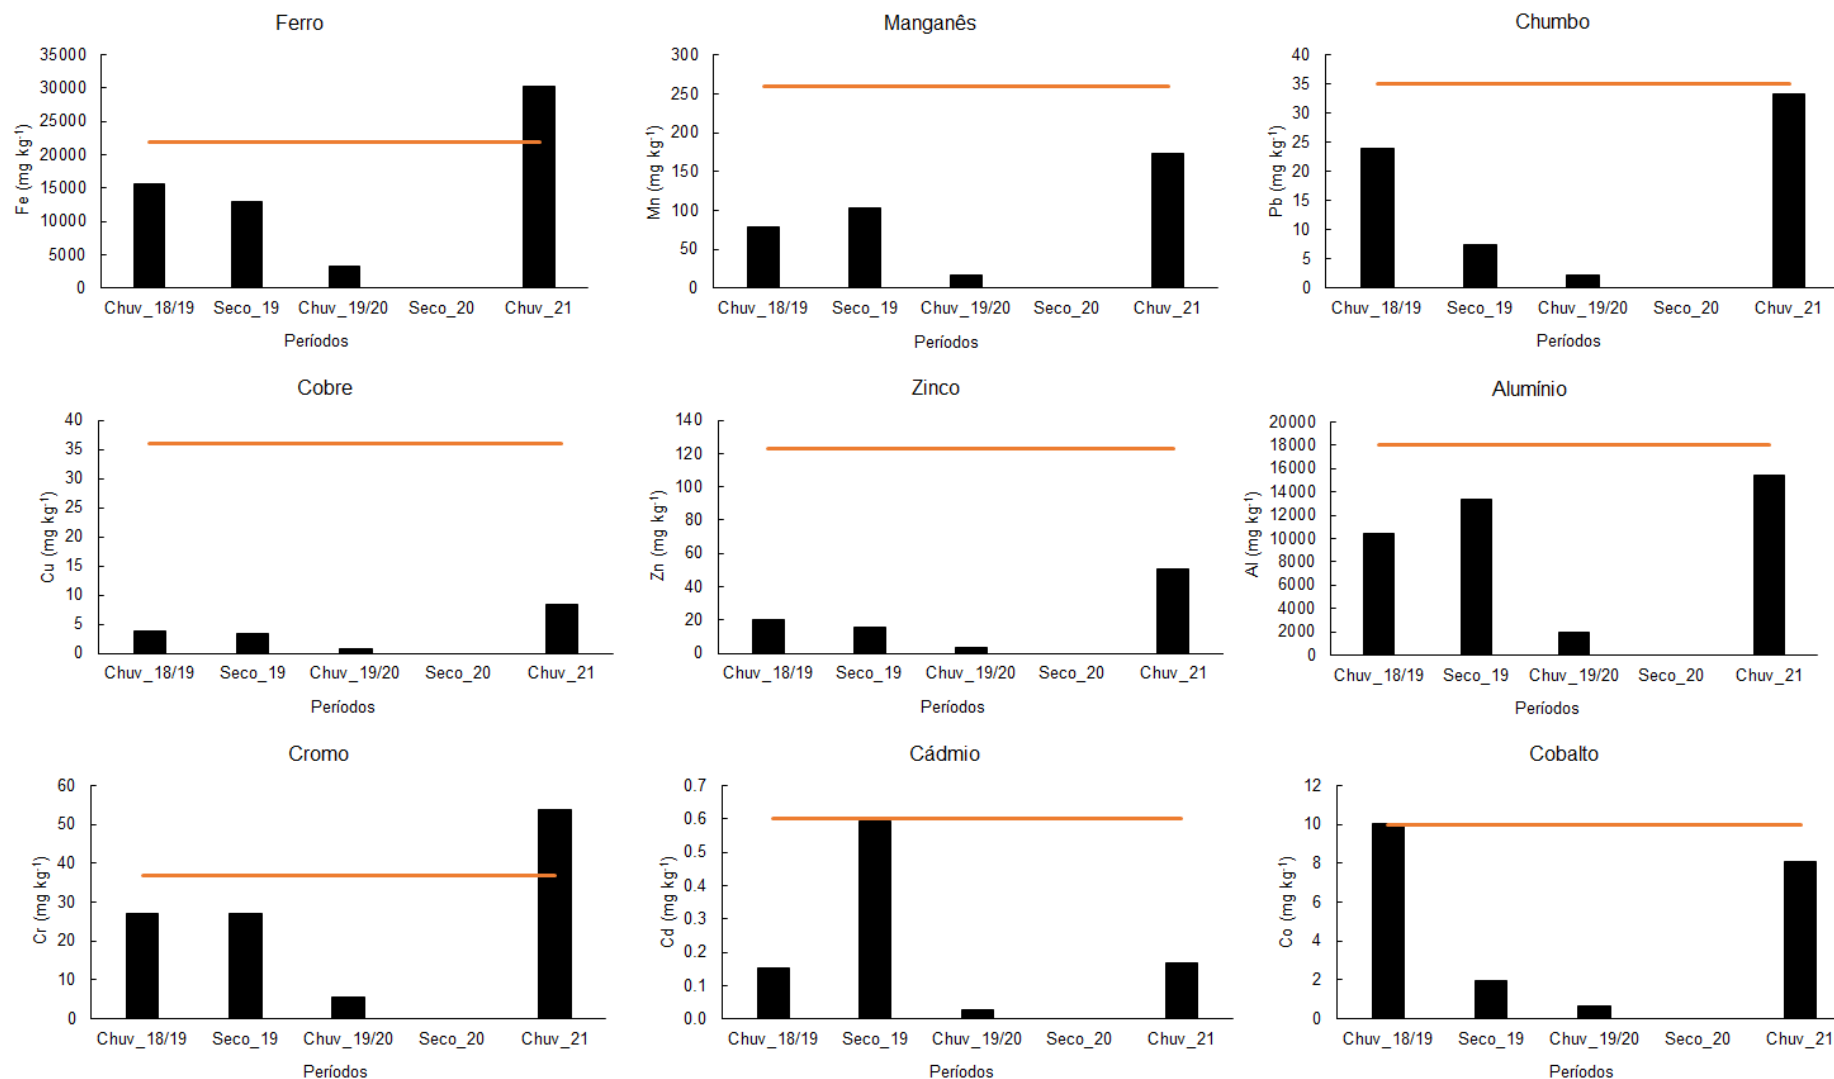 Ferro
35000
30000
25000
20000
15000
10000
5000
0
Fe (mg kg⁻¹)
Chuv_18/19 Seco_19 Chuv_19/20 Seco_20 Chuv_21
Períodos
Manganês
300
250
200
150
100
50
0
Mn (mg kg⁻¹)
Chuv_18/19 Seco_19 Chuv_19/20 Seco_20 Chuv_21
Períodos
Chumbo
40
35
30
25
20
15
10
5
0
Pb (mg kg⁻¹)
Chuv_18/19 Seco_19 Chuv_19/20 Seco_20 Chuv_21
Períodos
Cobre
40
35
30
25
20
15
10
5
0
Cu (mg kg⁻¹)
Chuv_18/19 Seco_19 Chuv_19/20 Seco_20 Chuv_21
Períodos
Zinco
140
120
100
80
60
40
20
0
Zn (mg kg⁻¹)
Chuv_18/19 Seco_19 Chuv_19/20 Seco_20 Chuv_21
Períodos
Alumínio
20000
18000
16000
14000
12000
10000
8000
6000
4000
2000
0
Al (mg kg⁻¹)
Chuv_18/19 Seco_19 Chuv_19/20 Seco_20 Chuv_21
Períodos
Cromo
60
50
40
30
20
10
0
Cr (mg kg⁻¹)
Chuv_18/19 Seco_19 Chuv_19/20 Seco_20 Chuv_21
Períodos
Cádmio
0.7
0.6
0.5
0.4
0.3
0.2
0.1
0.0
Cd (mg kg⁻¹)
Chuv_18/19 Seco_19 Chuv_19/20 Seco_20 Chuv_21
Períodos
Cobalto
12
10
8
6
4
2
0
Co (mg kg⁻¹)
Chuv_18/19 Seco_19 Chuv_19/20 Seco_20 Chuv_21
Períodos